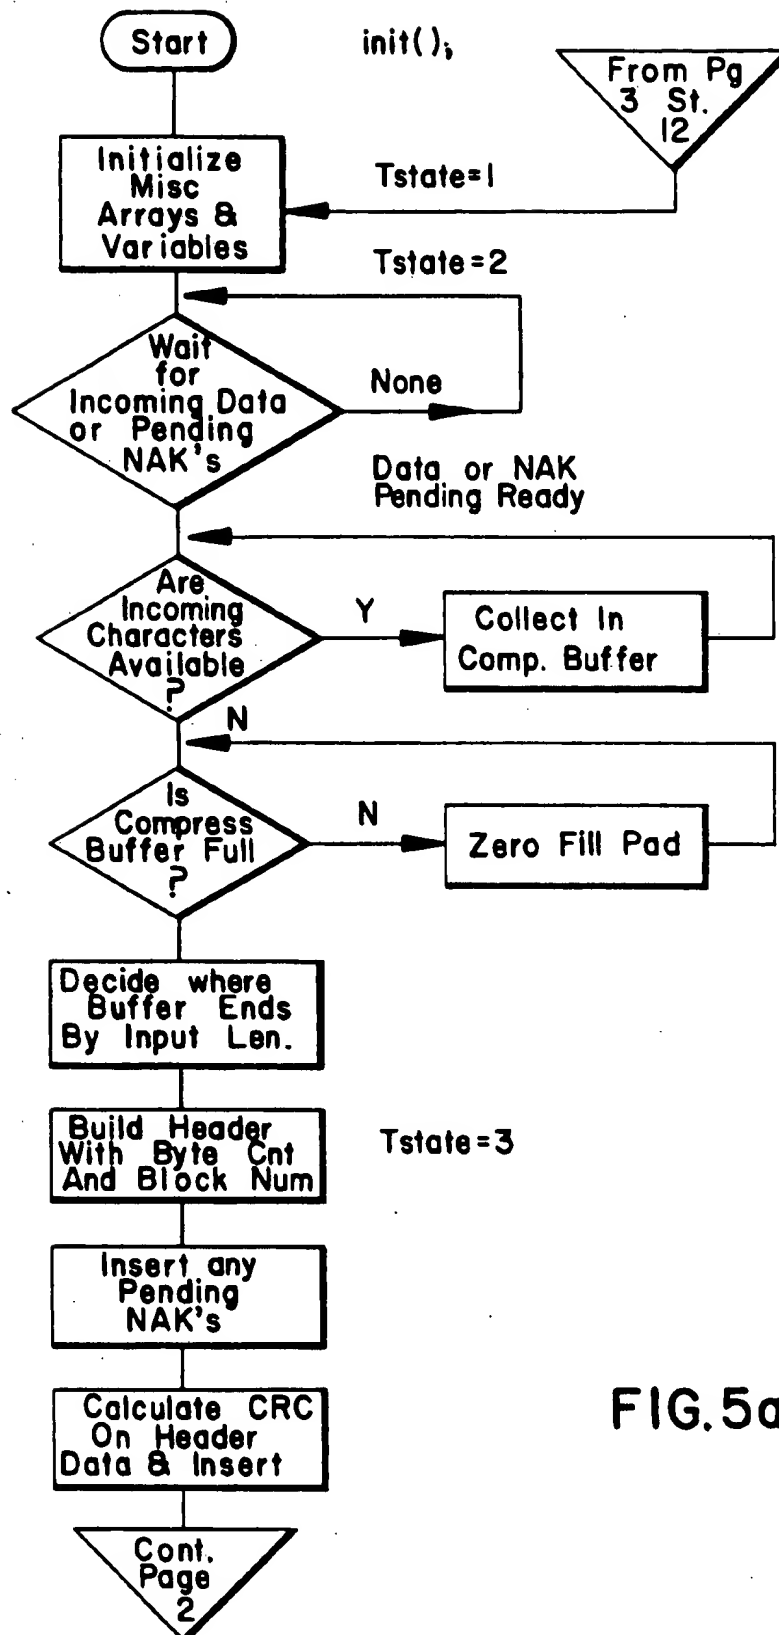 Start
init();
From Pg
3 St.
12
Initialize
Misc
Arrays &
Variables
Tstate=1
Tstate=2
Wait
for
Incoming Data
or Pending
NAK's
None
Data or NAK
Pending Ready
Are
Incoming
Characters
Available
?
Y
Collect In
Comp. Buffer
N
Is
Compress
Buffer Full
?
N
Zero Fill Pad
Decide where
Buffer Ends
By Input Len.
Build Header
With Byte Cnt
And Block Num
Tstate=3
Insert any
Pending
NAK's
Calculate CRC
On Header
Data & Insert
FIG.5a
Cont.
Page
2